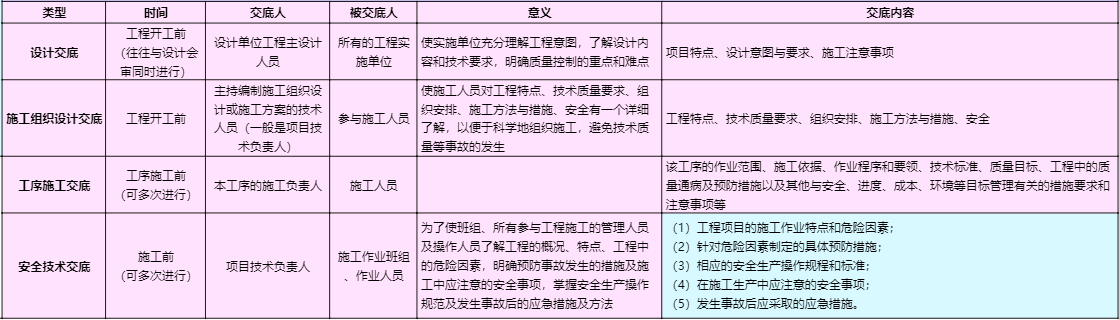 类型 时间 交底人 被交底人 意义 交底内容
设计交底
工程开工前
（往往与设计会
审同时进行）
设计单位工程主设计
人员
所有的工程实
施单位
使实施单位充分理解工程意图，了解设计内
容和技术要求，明确质量控制的重点和难点
项目特点、设计意图与要求、施工注意事项
施工组织设计交底
工程开工前
主持编制施工组织设
计或施工方案的技术
人员（一般是项目技
术负责人）
参与施工人员
使施工人员对工程特点、技术质量要求、组
织安排、施工方法与措施、安全有一个详细
了解，以便于科学地组织施工，避免技术质
量等事故的发生
工程特点、技术质量要求、组织安排、施工方法与措施、安全
工序施工交底
工序施工前
（可多次进行）
本工序的施工负责人
施工人员
该工序的作业范围、施工依据、作业程序和要领、技术标准、质量目标、工程中的质
量通病及预防措施以及其他与安全、进度、成本、环境等目标管理有关的措施要求和
注意事项等
安全技术交底
施工前
（可多次进行）
项目技术负责人
施工作业班组
、作业人员
为了使班组、所有参与工程施工的管理人员
及操作人员了解工程的概况、特点、工程中
的危险因素，明确预防事故发生的措施及施
工中应注意的安全事项，掌握安全生产操作
规范及发生事故后的应急措施及方法
（1）工程项目的施工作业特点和危险因素；
（2）针对危险因素制定的具体预防措施；
（3）相应的安全生产操作规程和标准；
（4）在施工生产中应注意的安全事项；
（5）发生事故后应采取的应急措施。